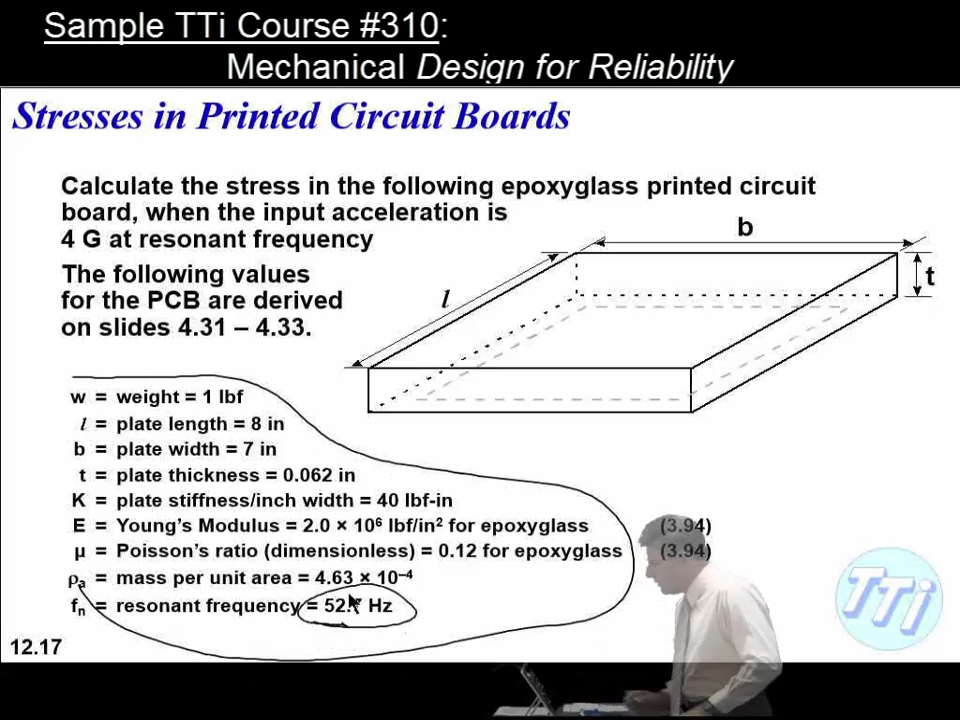 Sample TTi Course #310:
Mechanical Design for Reliability
Stresses in Printed Circuit Boards
Calculate the stress in the following epoxyglass printed circuit
board, when the input acceleration is
4 G at resonant frequency
The following values
for the PCB are derived
on slides 4.31 – 4.33.
b
l
t
w = weight = 1 lbf
l = plate length = 8 in
b = plate width = 7 in
t = plate thickness = 0.062 in
K = plate stiffness/inch width = 40 lbf-in
E = Young's Modulus = 2.0 × 10⁶ lbf/in² for epoxyglass (3.94)
μ = Poisson's ratio (dimensionless) = 0.12 for epoxyglass (3.94)
ρₐ = mass per unit area = 4.63 × 10⁻⁴
fₙ = resonant frequency = Hz
12.17
TTi